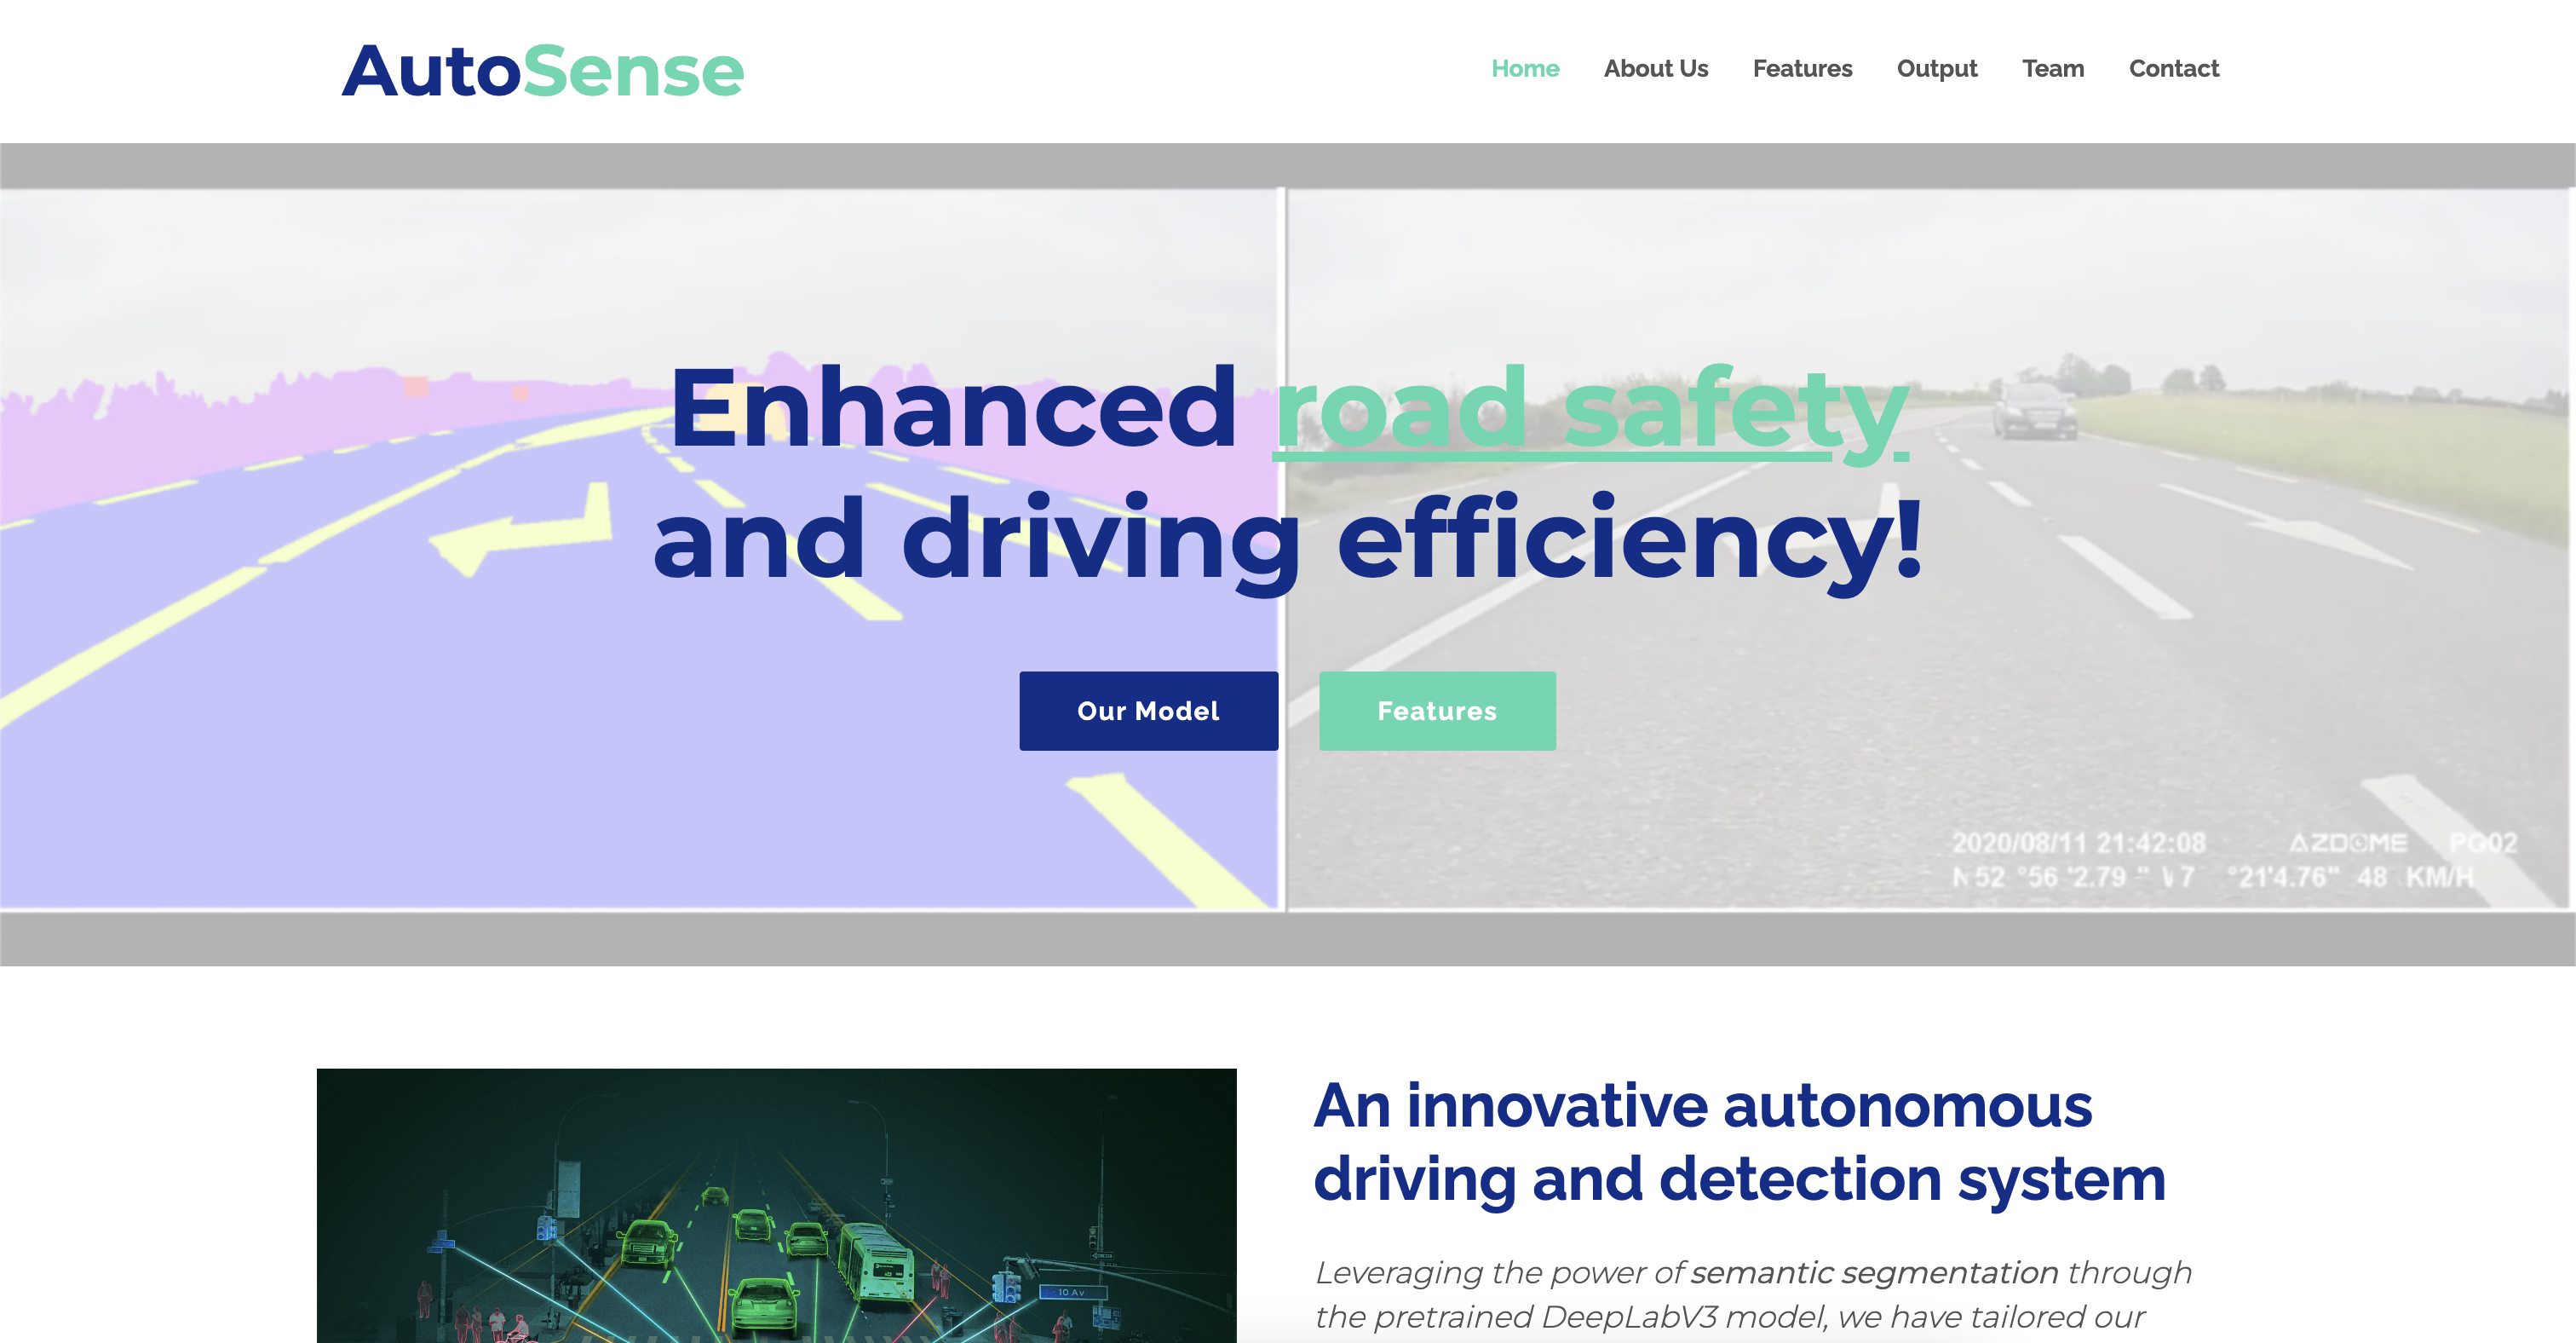 AutoSense
Home About Us Features Output Team Contact
Enhanced road safety
and driving efficiency!
Our Model Features
2020/08/11 21:42:08 AZDOME PG02
N 52 °56 '2.79 " 7 °21'4.76" 48 KM/H
An innovative autonomous
driving and detection system
Leveraging the power of semantic segmentation through
the pretrained DeepLabV3 model, we have tailored our
10 Av